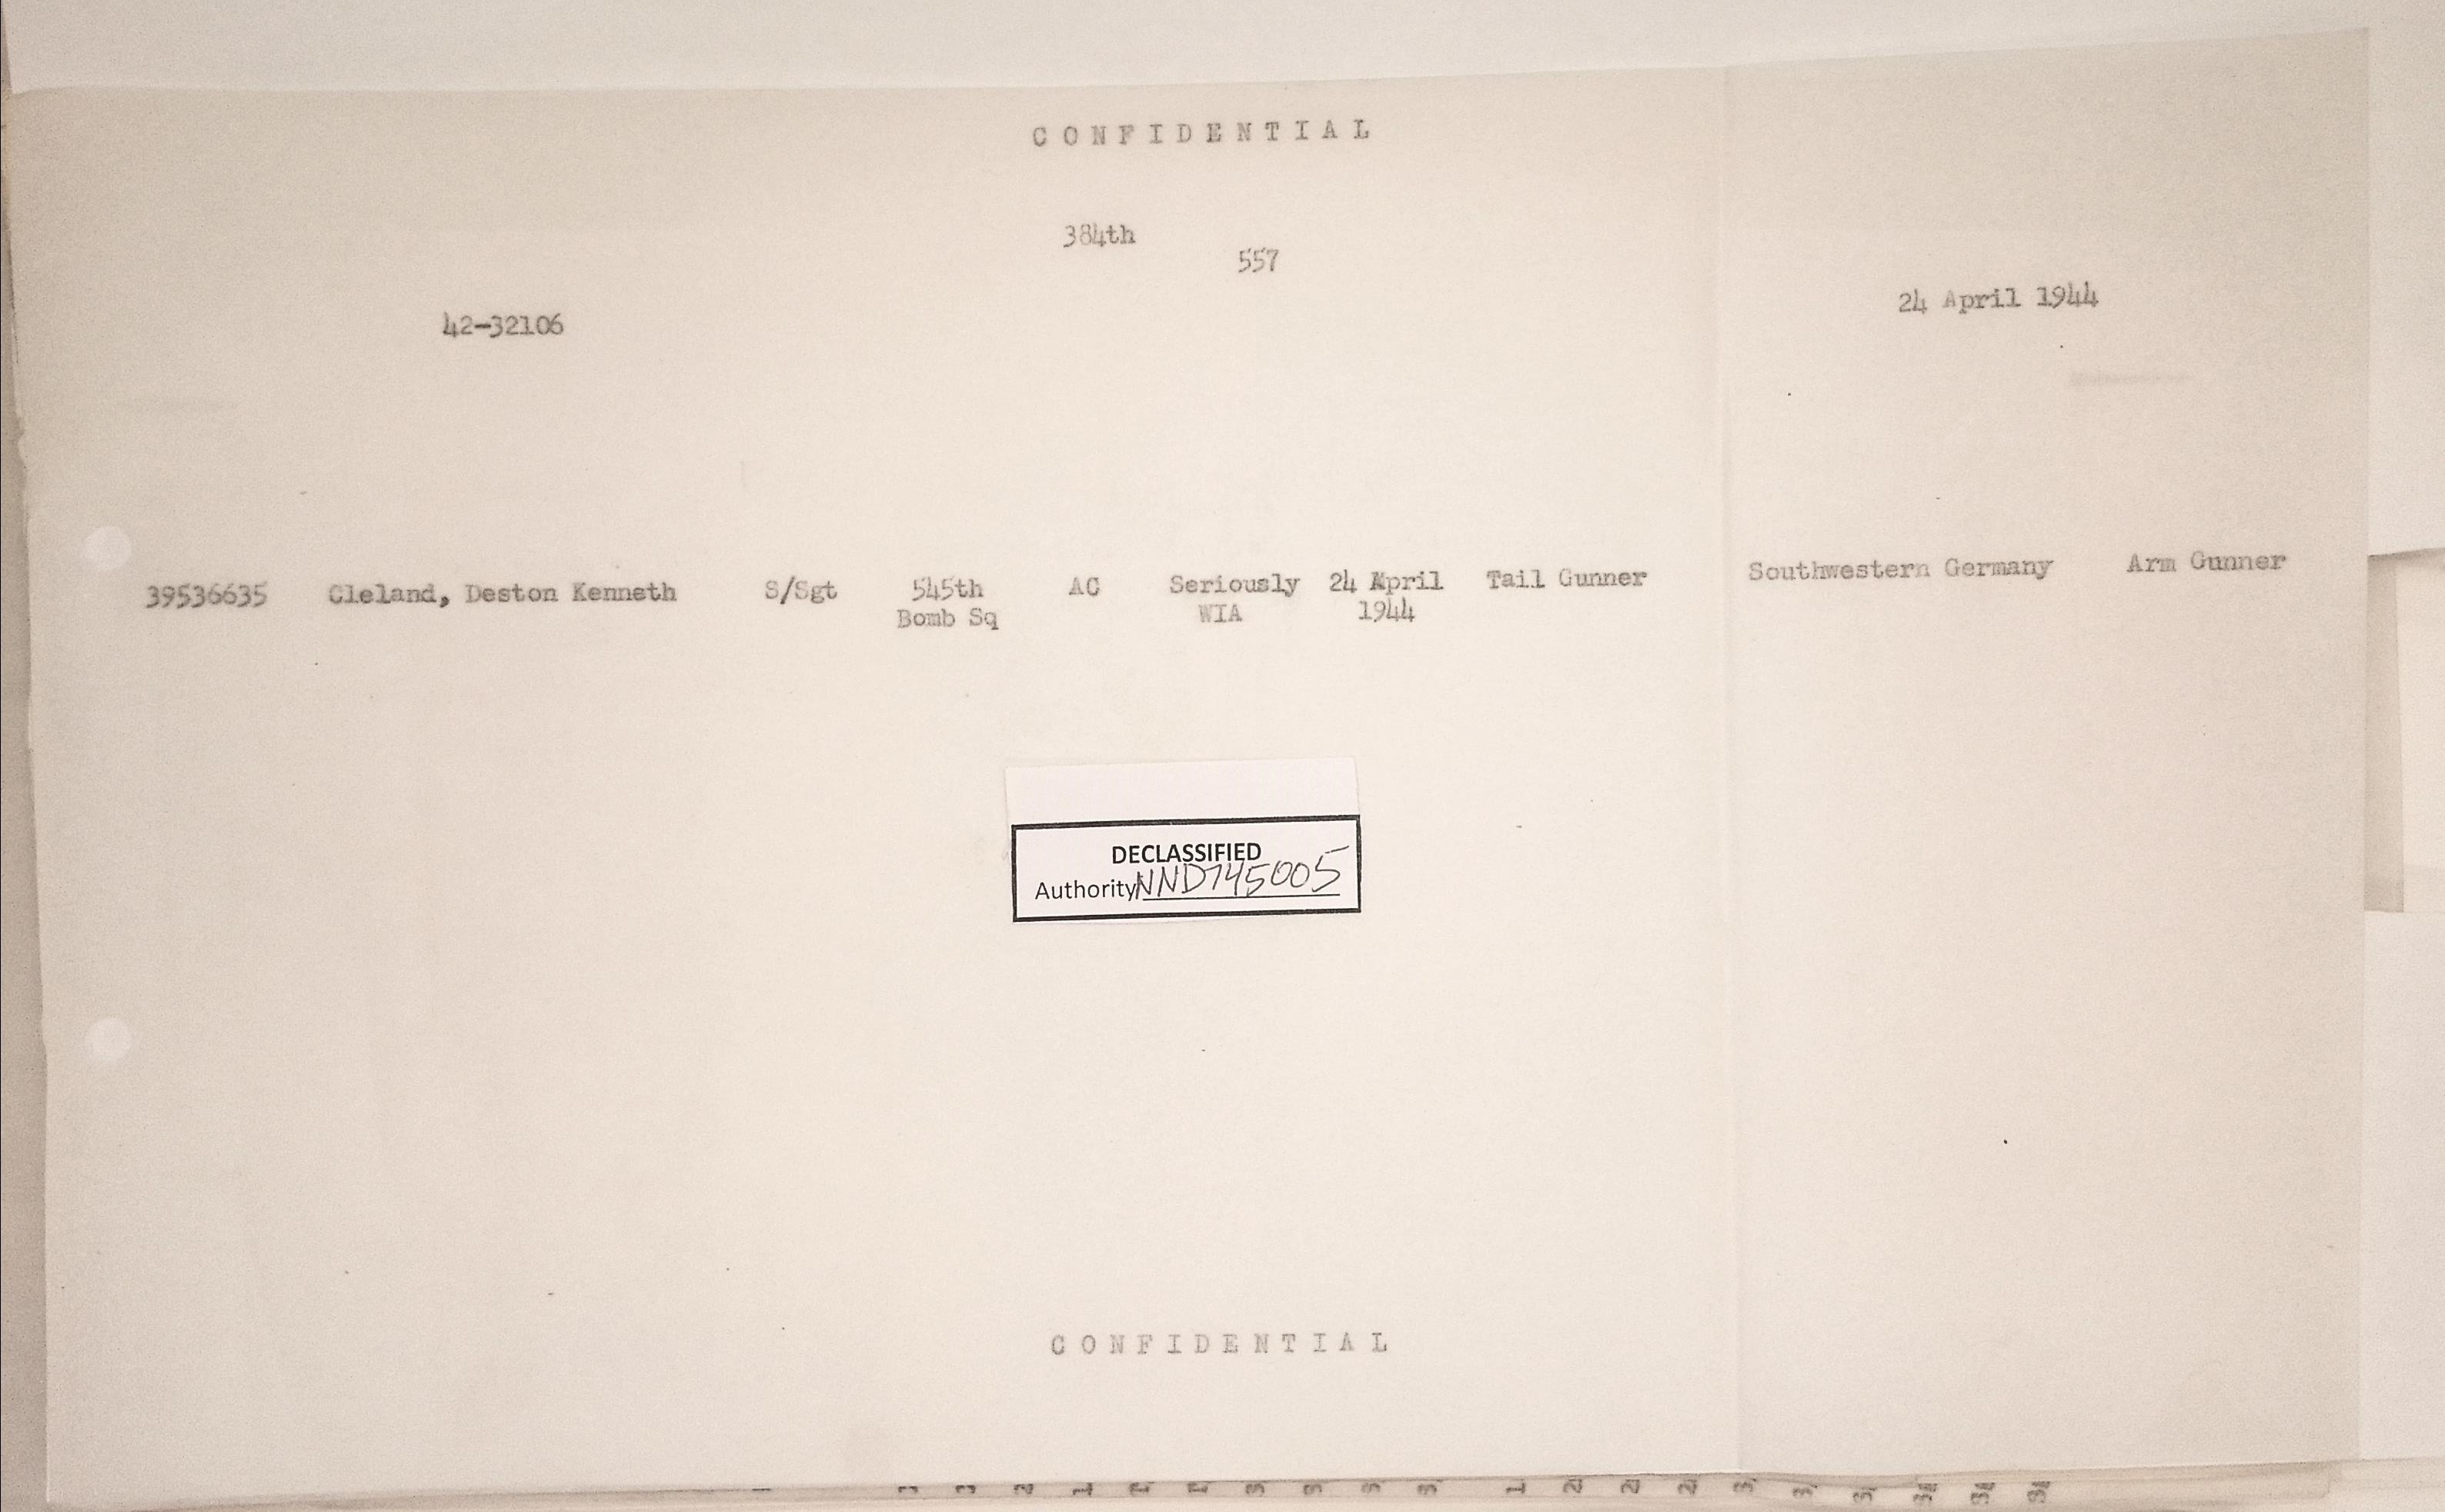 CONFIDENTIAL
384th
557
24 April 1944
42-32106
39536635 Cleland, Deston Kenneth S/Sgt 545th AC Seriously 24 April Tail Gunner Southwestern Germany Arm Gunner
Bomb Sq WIA 1944
DECLASSIFIED
Authority NND745005
CONFIDENTIAL